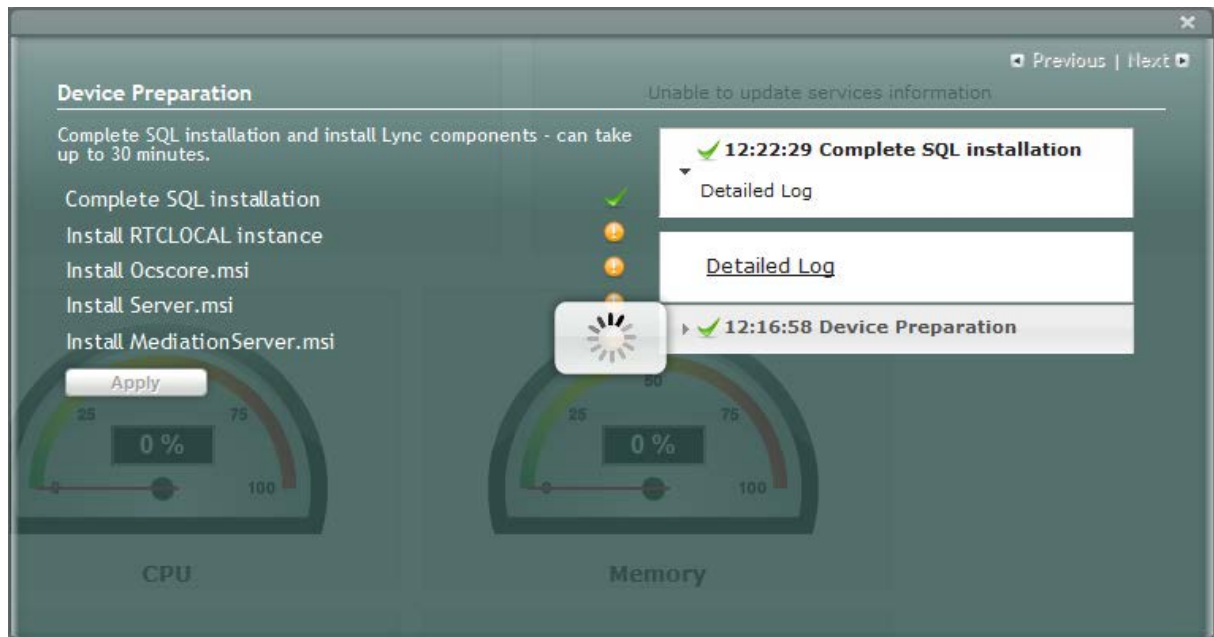 Previous | Next
Device Preparation
Unable to update services information
Complete SQL installation and install Lync components - can take
up to 30 minutes.
Complete SQL installation
Install RTCLOCAL instance
Install Ocscore.msi
Install Server.msi
Install MediationServer.msi
Apply
12:22:29 Complete SQL installation
Detailed Log
Detailed Log
12:16:58 Device Preparation
25
75
0 %
0
100
CPU
50
25
75
0 %
0
100
Memory